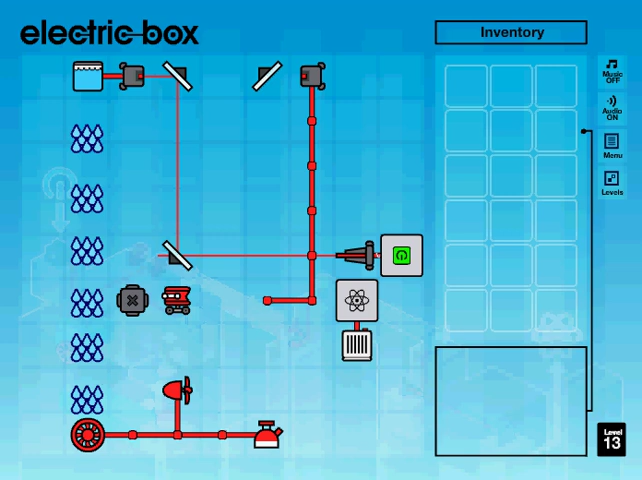 electric box
Inventory
Music
OFF
Audio
ON
Menu
Levels
Level
13